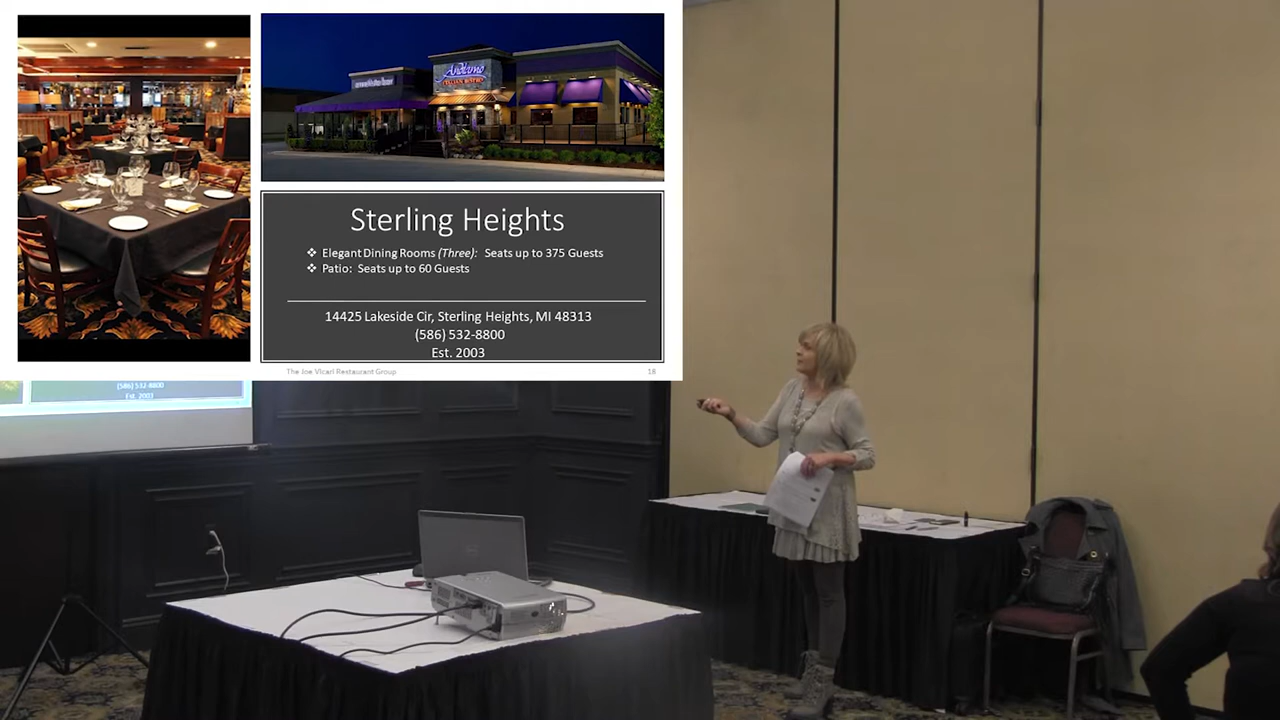 Andiamo
ITALIAN BISTRO
Sterling Heights
❖ Elegant Dining Rooms (Three): Seats up to 375 Guests
❖ Patio: Seats up to 60 Guests
14425 Lakeside Cir, Sterling Heights, MI 48313
(586) 532-8800
Est. 2003
The Joe Vicari Restaurant Group
18
(586) 532-8800
Est. 2003